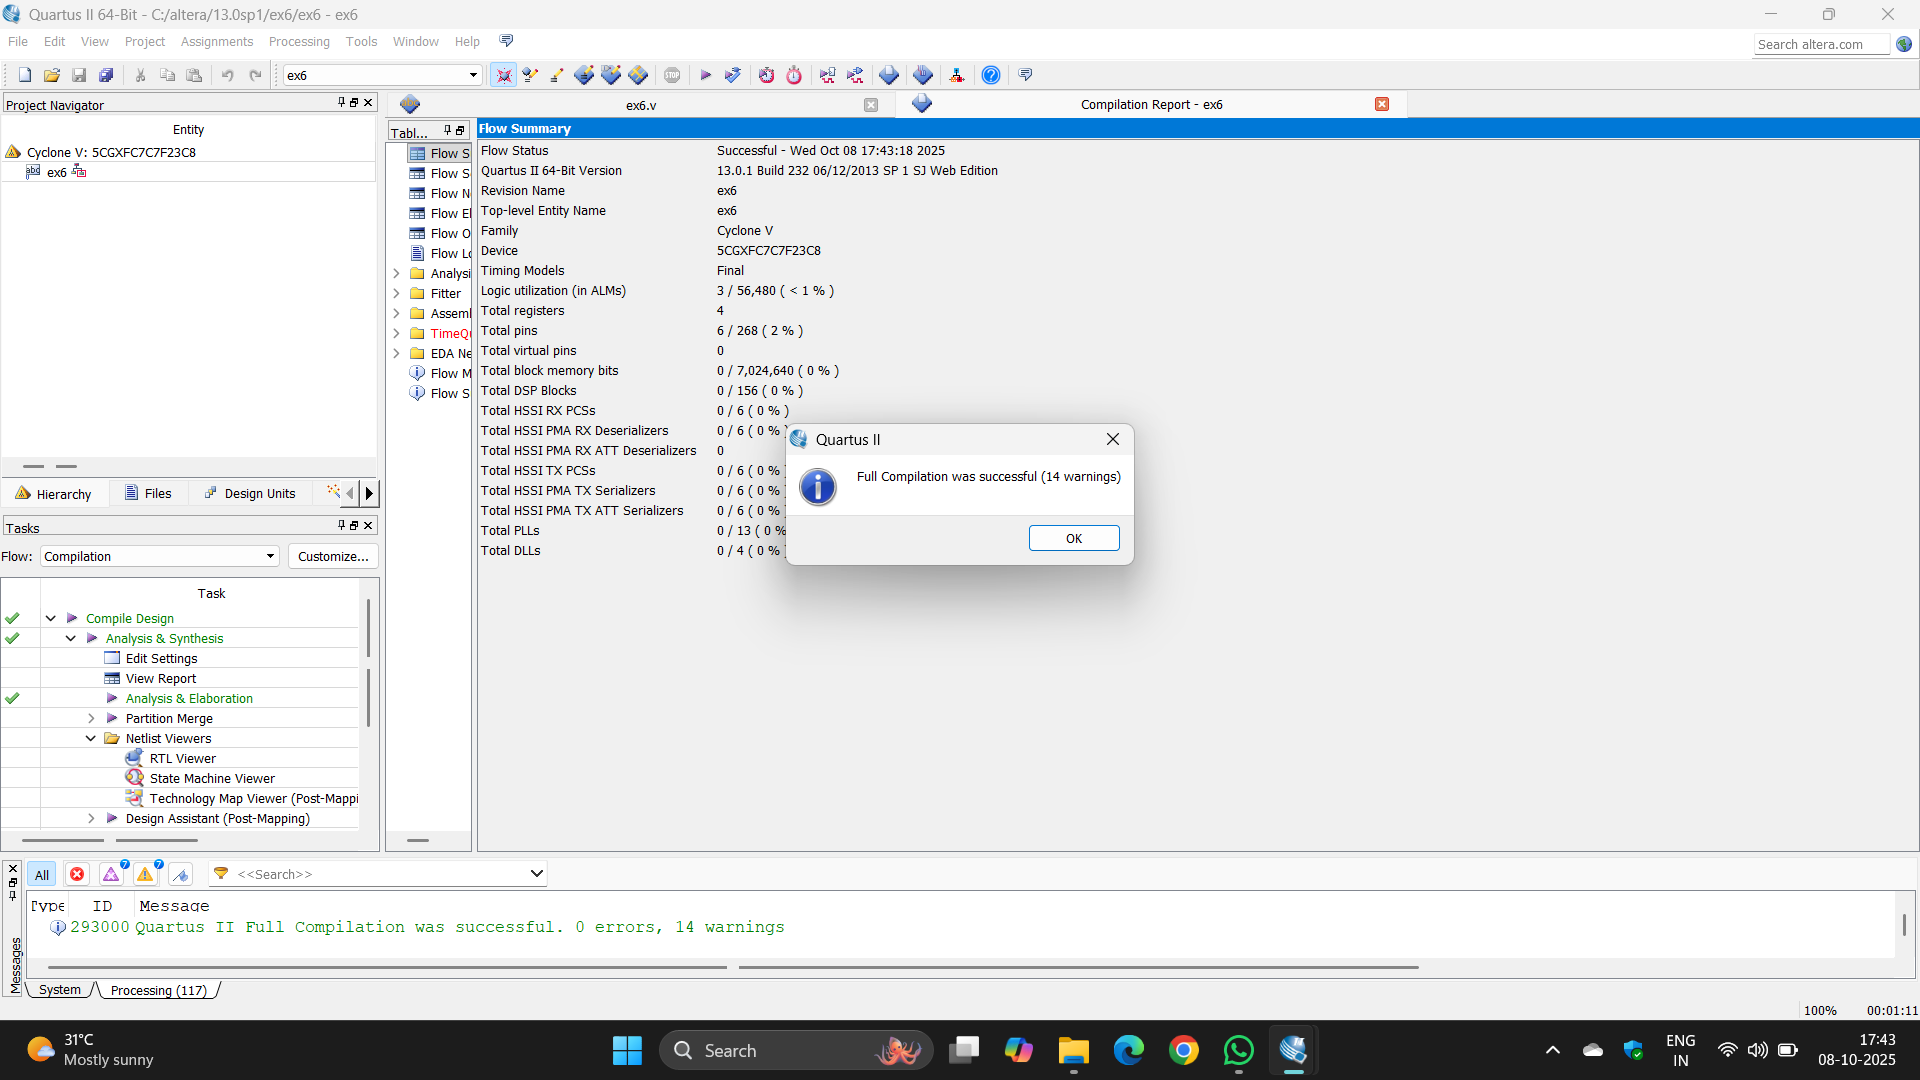 Quartus II 64-Bit - C:/altera/13.0sp1/ex6/ex6 - ex6
File Edit View Project Assignments Processing Tools Window Help
Search altera.com
ex6
Project Navigator
Entity
Cyclone V: 5CGXFC7C7F23C8
ex6
Hierarchy Files Design Units
Tasks
Flow: Compilation Customize...
Task
Compile Design
Analysis & Synthesis
Edit Settings
View Report
Analysis & Elaboration
Partition Merge
Netlist Viewers
RTL Viewer
State Machine Viewer
Technology Map Viewer (Post-Mappi
Design Assistant (Post-Mapping)
ex6.v
Compilation Report - ex6
Tabl...
Flow S
Flow S
Flow N
Flow El
Flow O
Flow Lo
Analysi
Fitter
Assem
TimeQu
EDA Ne
Flow M
Flow S
Flow Summary
Flow Status Successful - Wed Oct 08 17:43:18 2025
Quartus II 64-Bit Version 13.0.1 Build 232 06/12/2013 SP 1 SJ Web Edition
Revision Name ex6
Top-level Entity Name ex6
Family Cyclone V
Device 5CGXFC7C7F23C8
Timing Models Final
Logic utilization (in ALMs) 3 / 56,480 ( < 1 % )
Total registers 4
Total pins 6 / 268 ( 2 % )
Total virtual pins 0
Total block memory bits 0 / 7,024,640 ( 0 % )
Total DSP Blocks 0 / 156 ( 0 % )
Total HSSI RX PCSs 0 / 6 ( 0 % )
Total HSSI PMA RX Deserializers 0 / 6 ( 0 %
Total HSSI PMA RX ATT Deserializers 0
Total HSSI TX PCSs 0 / 6 ( 0 %
Total HSSI PMA TX Serializers 0 / 6 ( 0 %
Total HSSI PMA TX ATT Serializers 0 / 6 ( 0 %
Total PLLs 0 / 13 ( 0 %
Total DLLs 0 / 4 ( 0 %
Quartus II
Full Compilation was successful (14 warnings)
OK
All 7 7 <<Search>>
Type ID Message
293000 Quartus II Full Compilation was successful. 0 errors, 14 warnings
Messages
System Processing (117)
100% 00:01:11
31°C
Mostly sunny
Search
ENG
IN
17:43
08-10-2025